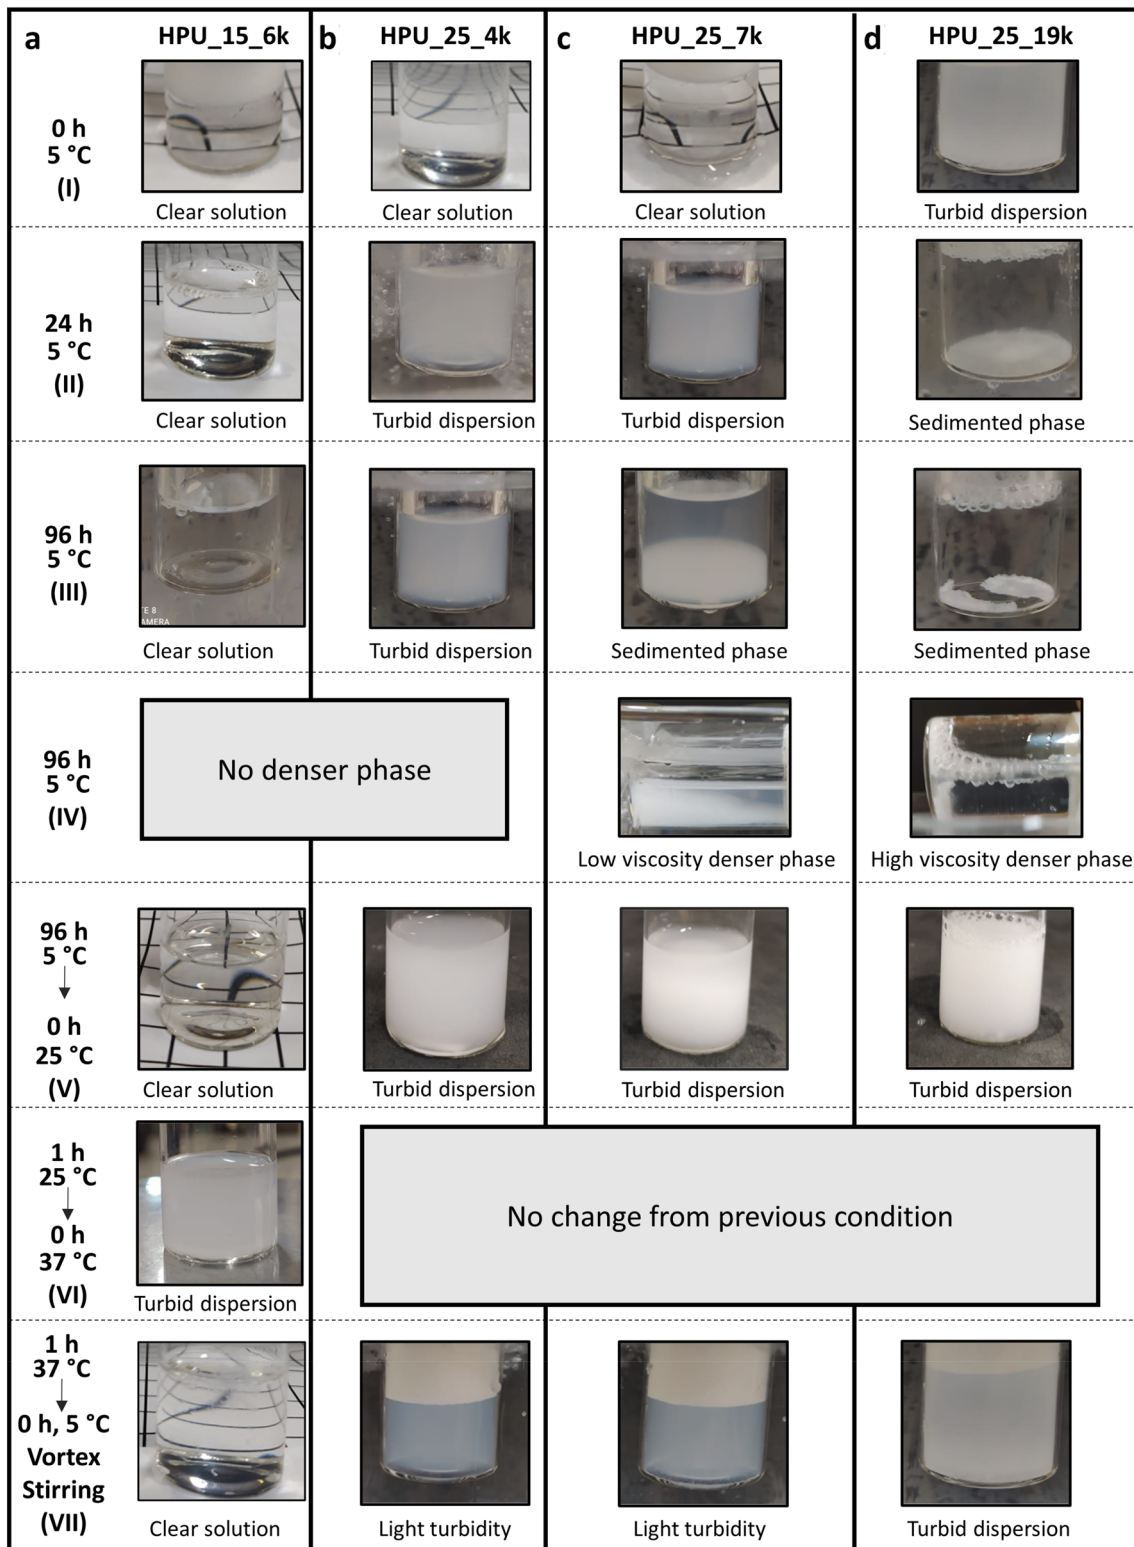 a HPU_15_6k b HPU_25_4k c HPU_25_7k d HPU_25_19k
0 h
5 °C
(I)
Clear solution Clear solution Clear solution Turbid dispersion
24 h
5 °C
(II)
Clear solution Turbid dispersion Turbid dispersion Sedimented phase
96 h
5 °C
(III)
TE 8
AMERA
Clear solution Turbid dispersion Sedimented phase Sedimented phase
96 h
5 °C
(IV)
No denser phase
Low viscosity denser phase High viscosity denser phase
96 h
5 °C
0 h
25 °C
(V)
Clear solution Turbid dispersion Turbid dispersion Turbid dispersion
1 h
25 °C
0 h
37 °C
(VI)
Turbid dispersion
No change from previous condition
1 h
37 °C
0 h, 5 °C
Vortex
Stirring
(VII)
Clear solution Light turbidity Light turbidity Turbid dispersion